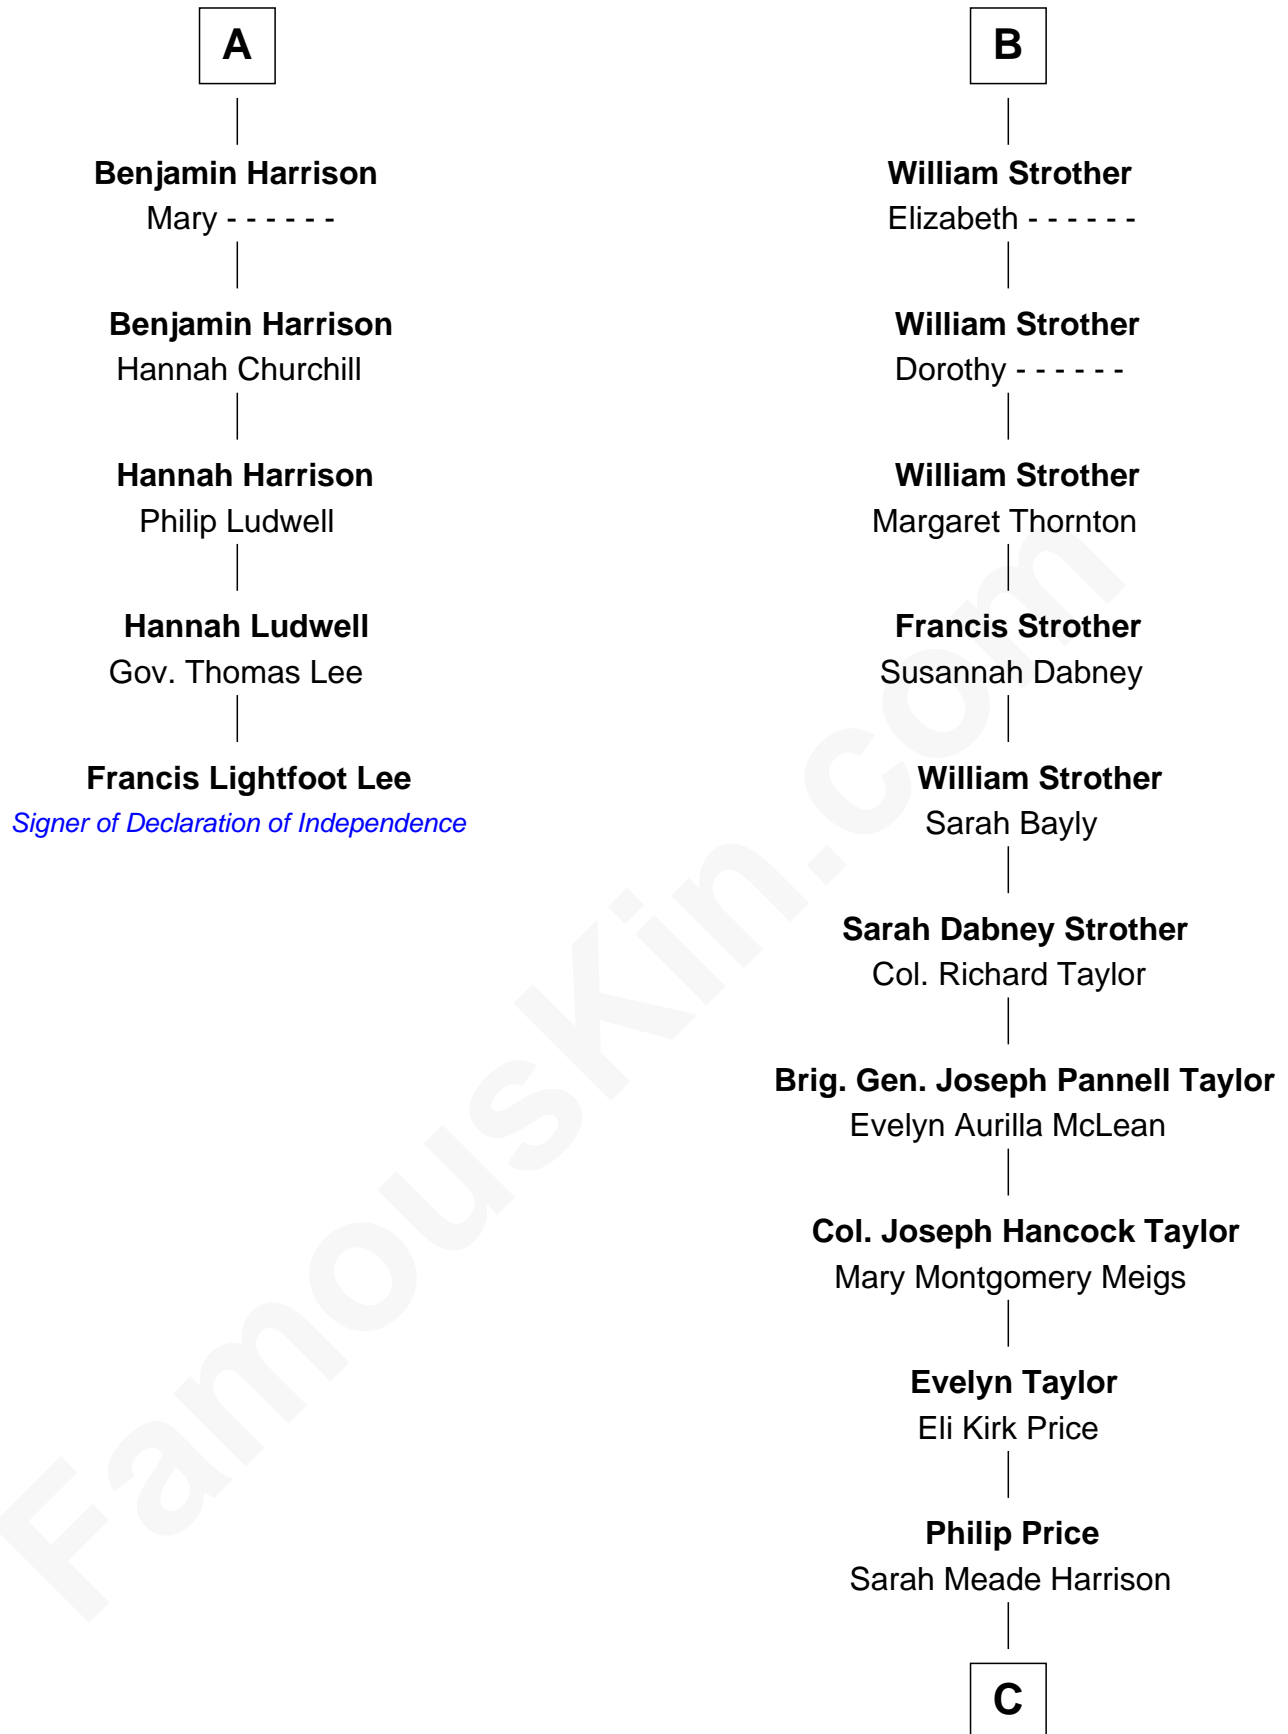 A
Benjamin Harrison
Mary - - - - - -
Benjamin Harrison
Hannah Churchill
Hannah Harrison
Philip Ludwell
Hannah Ludwell
Gov. Thomas Lee
Francis Lightfoot Lee
Signer of Declaration of Independence
B
William Strother
Elizabeth - - - - - -
William Strother
Dorothy - - - - - -
William Strother
Margaret Thornton
Francis Strother
Susannah Dabney
William Strother
Sarah Bayly
Sarah Dabney Strother
Col. Richard Taylor
Brig. Gen. Joseph Pannell Taylor
Evelyn Aurilla McLean
Col. Joseph Hancock Taylor
Mary Montgomery Meigs
Evelyn Taylor
Eli Kirk Price
Philip Price
Sarah Meade Harrison
C
FamousKin.com